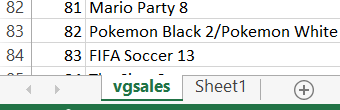 82 81 Mario Party 8
83 82 Pokemon Black 2/Pokemon White
84 83 FIFA Soccer 13
vgsales Sheet1